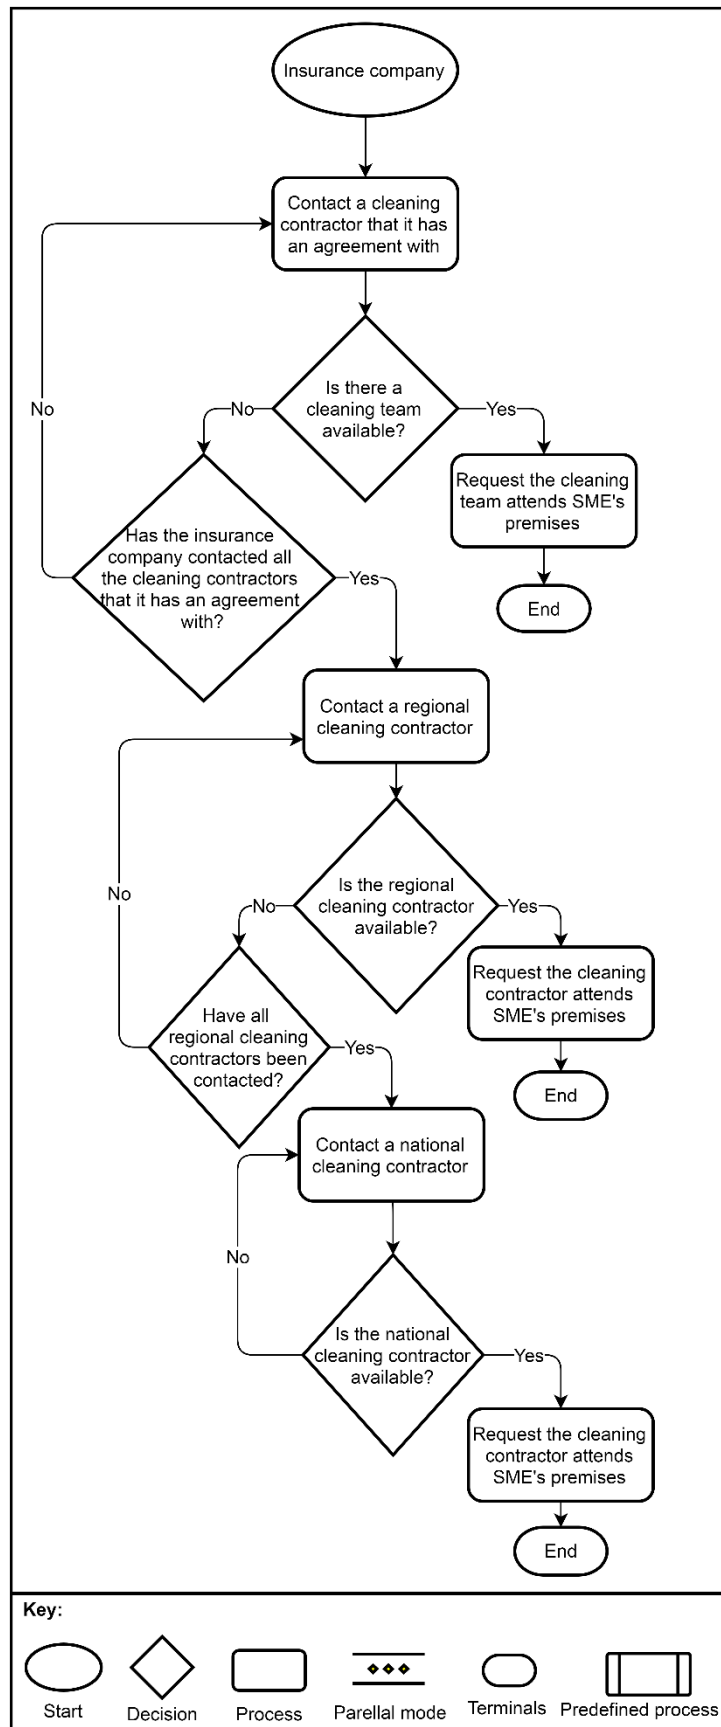 Insurance company
Contact a cleaning
contractor that it has
an agreement with
Is there a
cleaning team
available?
No
No
Yes
Request the cleaning
team attends SME's
premises
End
Has the insurance
company contacted all
the cleaning contractors
that it has an agreement
with?
Yes
Contact a regional
cleaning contractor
Is the regional
cleaning contractor
available?
No
No
Yes
Request the cleaning
contractor attends
SME's premises
End
Have all
regional cleaning
contractors been
contacted?
Yes
Contact a national
cleaning contractor
No
Is the national
cleaning contractor
available?
Yes
Request the cleaning
contractor attends
SME's premises
End
Key:
Start
Decision
Process
Parellal mode
Terminals
Predefined process